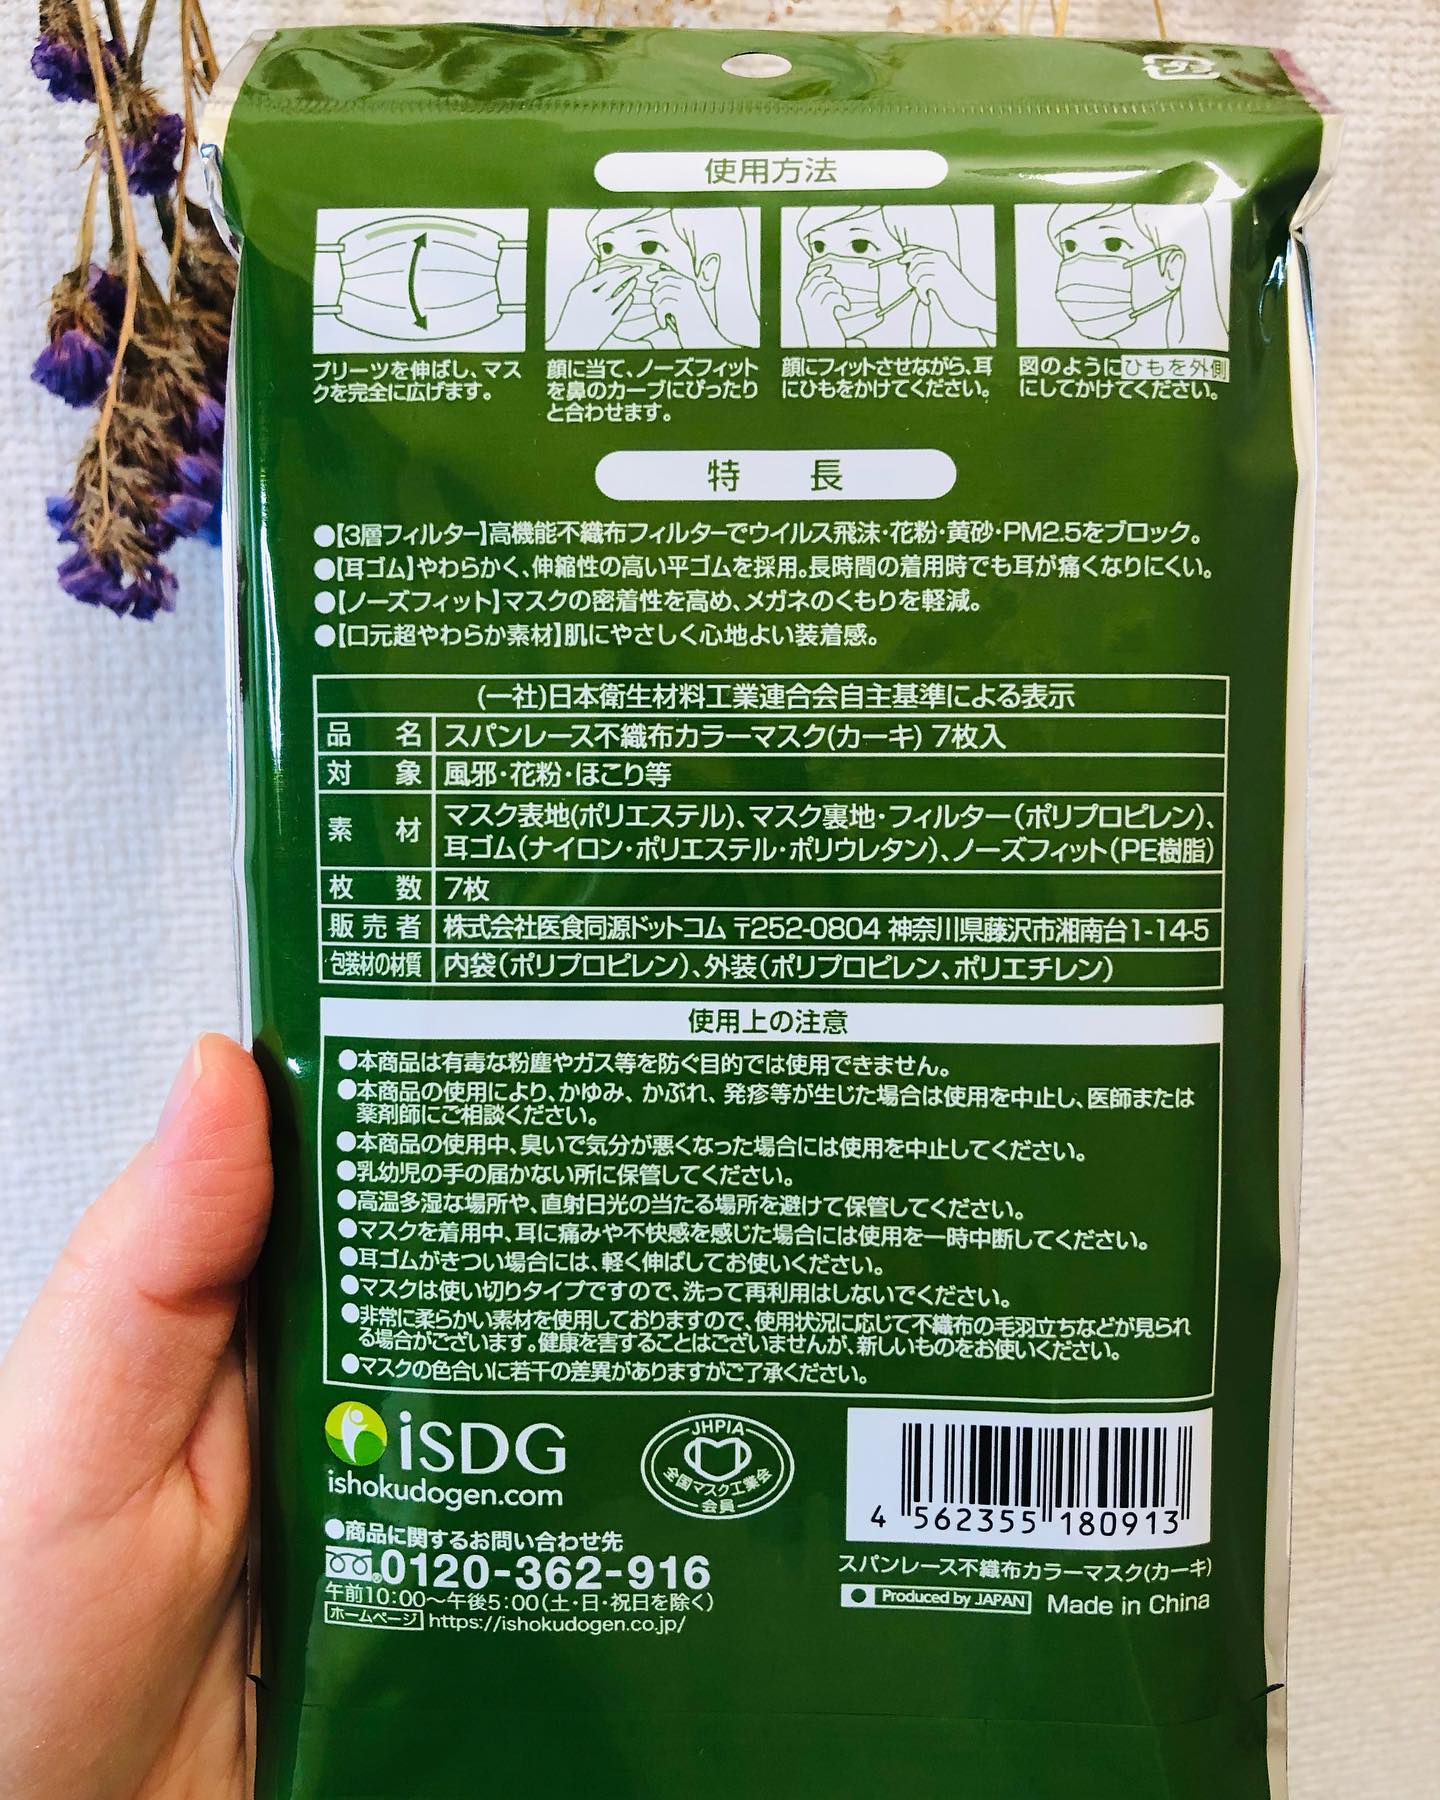 使用方法
プリーツを伸ばし、マスクを完全に広げます。
顔に当て、ノーズフィットを鼻のカーブにぴったりと合わせます。
顔にフィットさせながら、耳にひもをかけてください。
図のようにひもを外側にしてかけてください。
特 長
●【3層フィルター】高機能不織布フィルターでウイルス飛沫・花粉・黄砂・PM2.5をブロック。
●【耳ゴム】やわらかく、伸縮性の高い平ゴムを採用。長時間の着用時でも耳が痛くなりにくい。
●【ノーズフィット】マスクの密着性を高め、メガネのくもりを軽減。
●【口元超やわらか素材】肌にやさしく心地よい装着感。
(一社)日本衛生材料工業連合会自主基準による表示
品 名 スパンレース不織布カラーマスク(カーキ) 7枚入
対 象 風邪・花粉・ほこり等
素 材 マスク表地(ポリエステル)、マスク裏地・フィルター(ポリプロピレン)、
耳ゴム(ナイロン・ポリエステル・ポリウレタン)、ノーズフィット(PE樹脂)
枚 数 7枚
販売者 株式会社医食同源ドットコム 〒252-0804 神奈川県藤沢市湘南台1-14-5
包装材の材質 内袋(ポリプロピレン)、外装(ポリプロピレン、ポリエチレン)
使用上の注意
●本商品は有毒な粉塵やガス等を防ぐ目的では使用できません。
●本商品の使用により、かゆみ、かぶれ、発疹等が生じた場合は使用を中止し、医師または
薬剤師にご相談ください。
●本商品の使用中、臭いで気分が悪くなった場合には使用を中止してください。
●乳幼児の手の届かない所に保管してください。
●高温多湿な場所や、直射日光の当たる場所を避けて保管してください。
●マスクを着用中、耳に痛みや不快感を感じた場合には使用を一時中断してください。
●耳ゴムがきつい場合には、軽く伸ばしてお使いください。
●マスクは使い切りタイプですので、洗って再利用はしないでください。
●非常に柔らかい素材を使用しておりますので、使用状況に応じて不織布の毛羽立ちなどが見られ
る場合がございます。健康を害することはございませんが、新しいものをお使いください。
●マスクの色合いに若干の差異がありますがご了承ください。
iSDG
ishokudogen.com
JHPIA
全国マスク工業会
会員
4 562355 180913
●商品に関するお問い合わせ先
0120-362-916
午前10:00〜午後5:00(土・日・祝日を除く)
ホームページ https://ishokudogen.co.jp/
スパンレース不織布カラーマスク(カーキ)
Produced by JAPAN Made in China